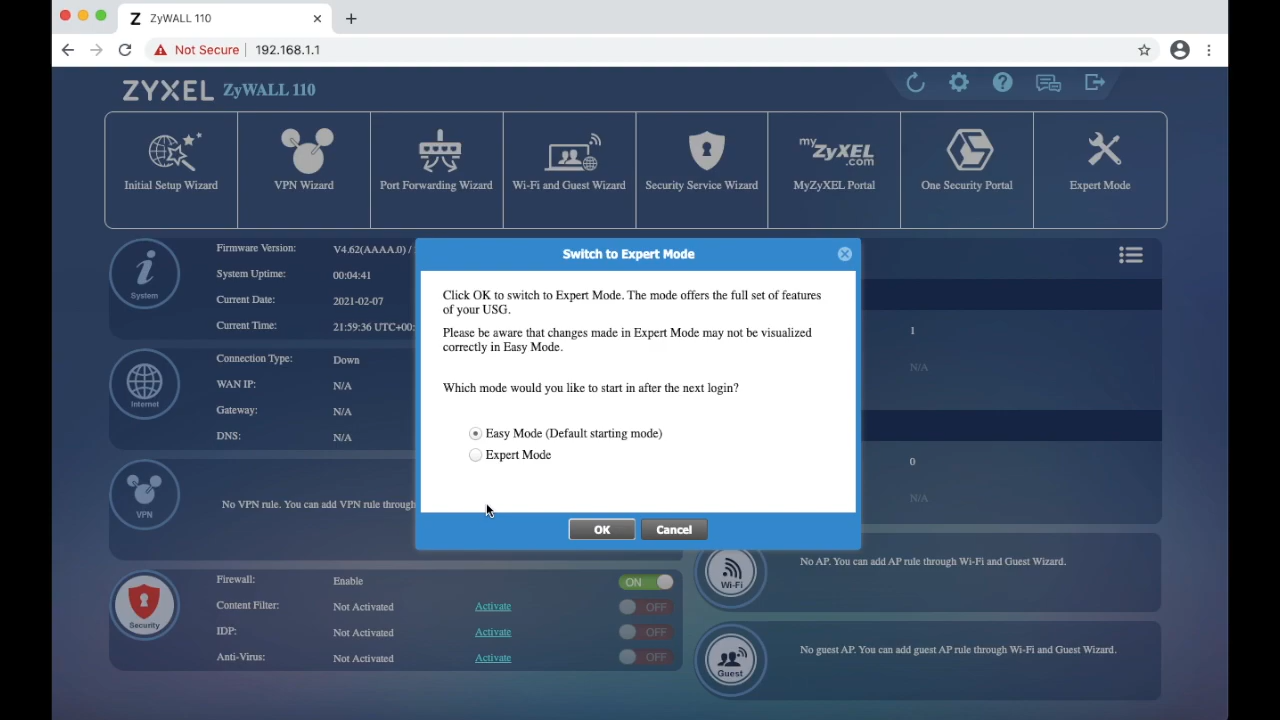 ZyWALL 110
Not Secure
192.168.1.1
ZYXEL ZyWALL 110
Initial Setup Wizard
VPN Wizard
Port Forwarding Wizard
Wi-Fi and Guest Wizard
Security Service Wizard
my ZyXEL .com
MyZyXEL Portal
One Security Portal
Expert Mode
System
Firmware Version: V4.62(AAAA.0) /
System Uptime: 00:04:41
Current Date: 2021-02-07
Current Time: 21:59:36 UTC+00:
Internet
Connection Type: Down
WAN IP: N/A
Gateway: N/A
DNS: N/A
VPN
No VPN rule. You can add VPN rule through
Security
Firewall: Enable ON
Content Filter: Not Activated Activate OFF
IDP: Not Activated Activate OFF
Anti-Virus: Not Activated Activate OFF
Switch to Expert Mode
Click OK to switch to Expert Mode. The mode offers the full set of features
of your USG.
Please be aware that changes made in Expert Mode may not be visualized
correctly in Easy Mode.
Which mode would you like to start in after the next login?
Easy Mode (Default starting mode)
Expert Mode
OK
Cancel
1
N/A
0
N/A
Wi-Fi
No AP. You can add AP rule through Wi-Fi and Guest Wizard.
Guest
No guest AP. You can add guest AP rule through Wi-Fi and Guest Wizard.